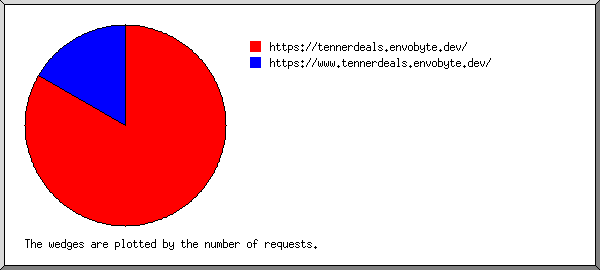 https://tennerdeals.envobyte.dev/
https://www.tennerdeals.envobyte.dev/
The wedges are plotted by the number of requests.